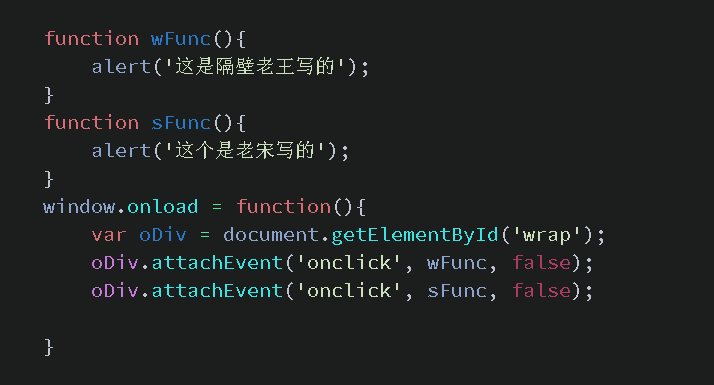 function wFunc(){
    alert('这是隔壁老王写的');
}
function sFunc(){
    alert('这个是老宋写的');
}
window.onload = function(){
    var oDiv = document.getElementById('wrap');
    oDiv.attachEvent('onclick', wFunc, false);
    oDiv.attachEvent('onclick', sFunc, false);

}